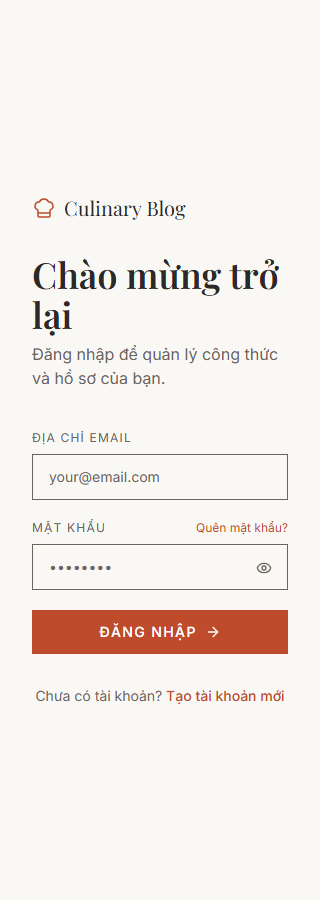 Culinary Blog
Chào mừng trở
lại
Đăng nhập để quản lý công thức
và hồ sơ của bạn.
ĐỊA CHỈ EMAIL
your@email.com
MẬT KHẨU
Quên mật khẩu?
••••••••
ĐĂNG NHẬP →
Chưa có tài khoản? Tạo tài khoản mới